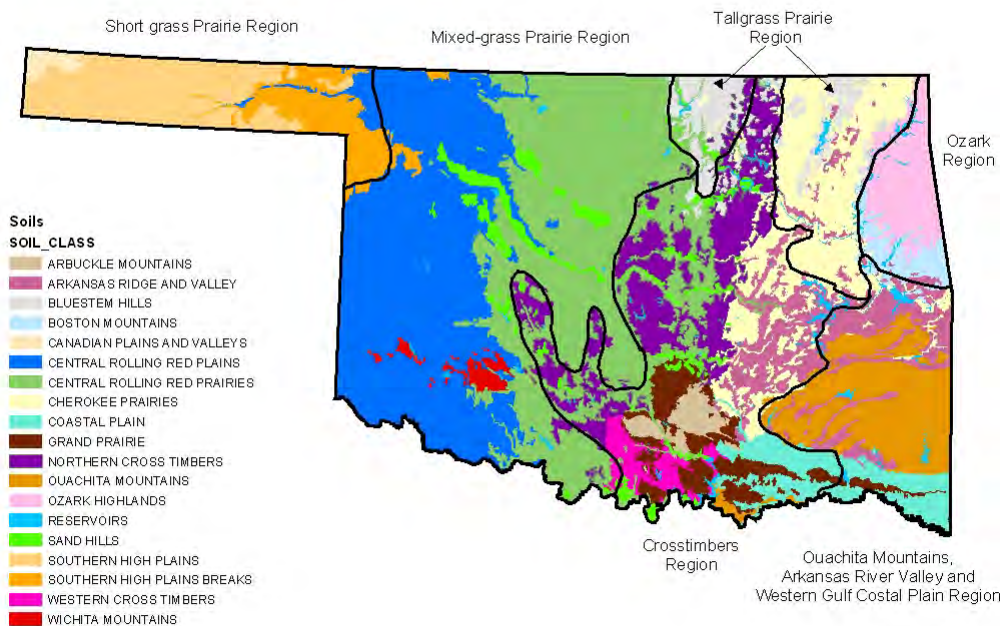 Short grass Prairie Region
Mixed-grass Prairie Region
Tallgrass Prairie
Region
Ozark
Region
Soils
SOIL_CLASS
ARBUCKLE MOUNTAINS
ARKANSAS RIDGE AND VALLEY
BLUESTEM HILLS
BOSTON MOUNTAINS
CANADIAN PLAINS AND VALLEYS
CENTRAL ROLLING RED PLAINS
CENTRAL ROLLING RED PRAIRIES
CHEROKEE PRAIRIES
COASTAL PLAIN
GRAND PRAIRIE
NORTHERN CROSS TIMBERS
OUACHITA MOUNTAINS
OZARK HIGHLANDS
RESERVOIRS
SAND HILLS
SOUTHERN HIGH PLAINS
SOUTHERN HIGH PLAINS BREAKS
WESTERN CROSS TIMBERS
WICHITA MOUNTAINS
Crosstimbers
Region
Ouachita Mountains,
Arkansas River Valley and
Western Gulf Costal Plain Region